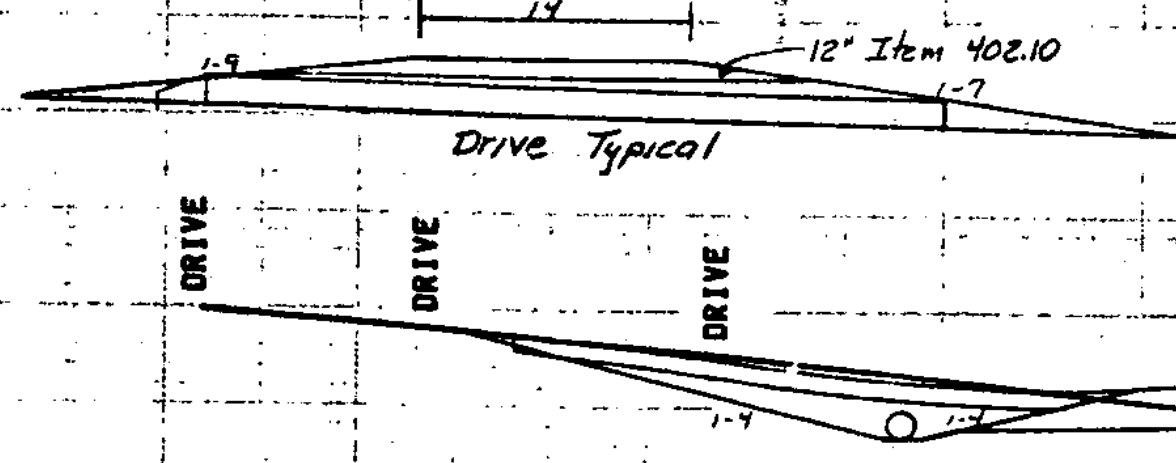 14
12" Item 402.10
1-9
1-7
Drive Typical
DRIVE
DRIVE
DRIVE
1-4
1-4